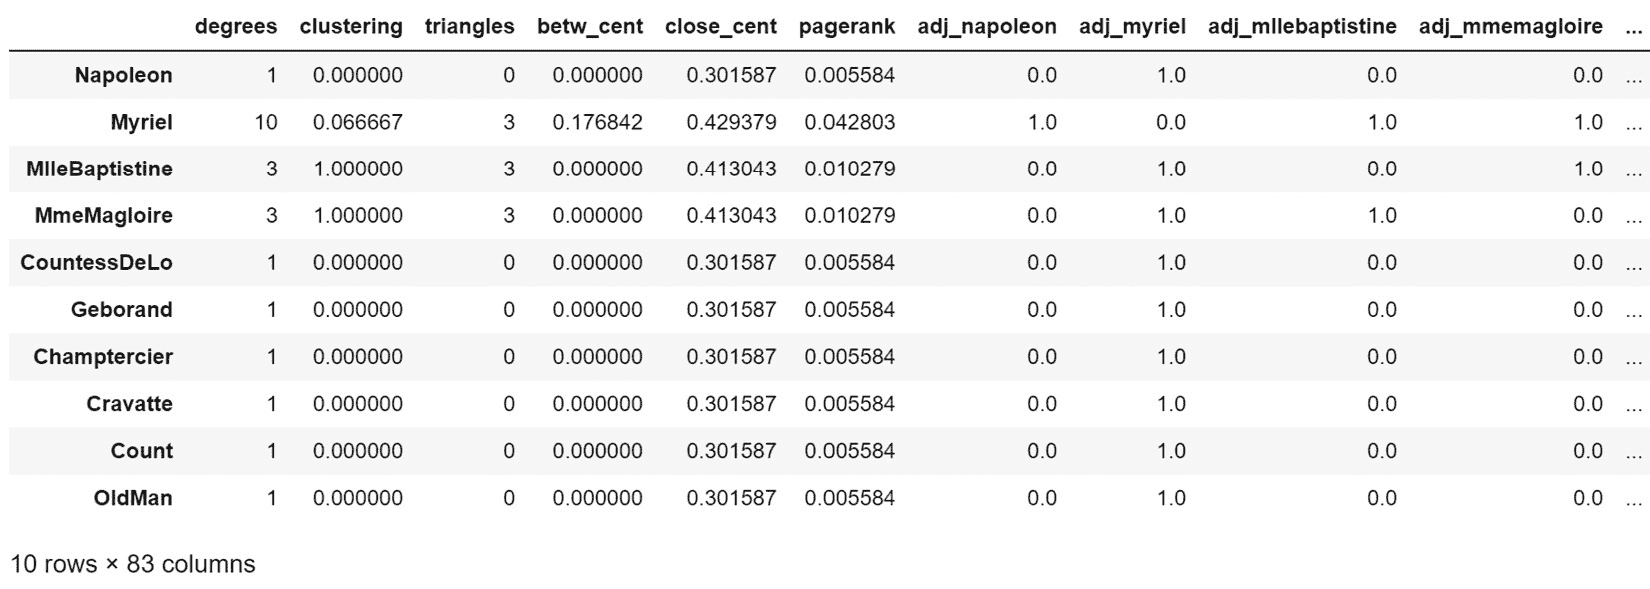 degrees clustering triangles betw_cent close_cent pagerank adj_napoleon adj_myriel adj_mllebaptistine adj_mmemagloire ...
Napoleon 1 0.000000 0 0.000000 0.301587 0.005584 0.0 1.0 0.0 0.0 ...
Myriel 10 0.066667 3 0.176842 0.429379 0.042803 1.0 0.0 1.0 1.0 ...
MlleBaptistine 3 1.000000 3 0.000000 0.413043 0.010279 0.0 1.0 0.0 1.0 ...
MmeMagloire 3 1.000000 3 0.000000 0.413043 0.010279 0.0 1.0 1.0 0.0 ...
CountessDeLo 1 0.000000 0 0.000000 0.301587 0.005584 0.0 1.0 0.0 0.0 ...
Geborand 1 0.000000 0 0.000000 0.301587 0.005584 0.0 1.0 0.0 0.0 ...
Champtercier 1 0.000000 0 0.000000 0.301587 0.005584 0.0 1.0 0.0 0.0 ...
Cravatte 1 0.000000 0 0.000000 0.301587 0.005584 0.0 1.0 0.0 0.0 ...
Count 1 0.000000 0 0.000000 0.301587 0.005584 0.0 1.0 0.0 0.0 ...
OldMan 1 0.000000 0 0.000000 0.301587 0.005584 0.0 1.0 0.0 0.0 ...
10 rows × 83 columns